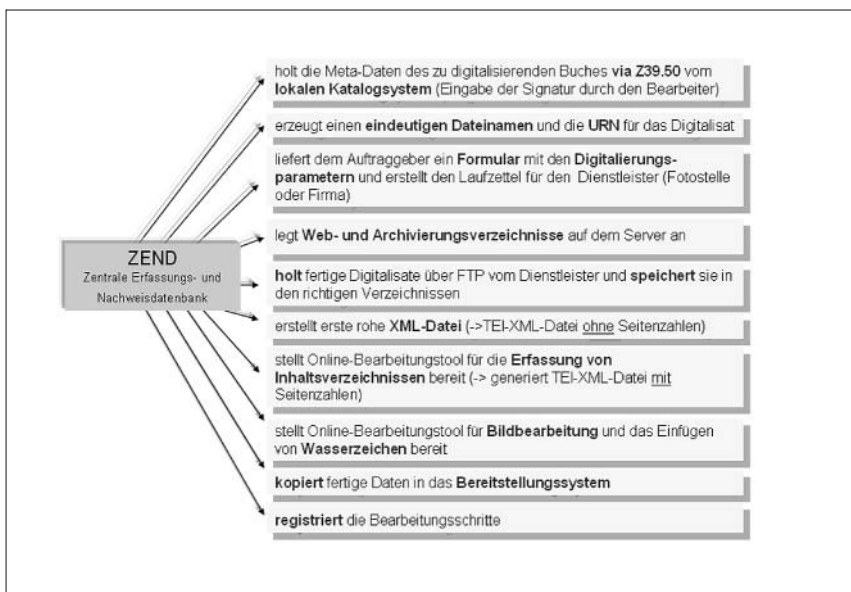 holt die Meta-Daten des zu digitalisierenden Buches via Z39.50 vom
lokalen Katalogsystem (Eingabe der Signatur durch den Bearbeiter)
erzeugt einen eindeutigen Dateinamen und die URN für das Digitalisat
liefert dem Auftraggeber ein Formular mit den Digitalierungs-
parametern und erstellt den Laufzettel für den Dienstleister (Fotostelle
oder Firma)
legt Web- und Archivierungsverzeichnisse auf dem Server an
ZEND
Zentrale Erfassungs- und
Nachweisdatenbank
holt fertige Digitalisate über FTP vom Dienstleister und speichert sie in
den richtigen Verzeichnissen
erstellt erste rohe XML-Datei (->TEI-XML-Datei ohne Seitenzahlen)
stellt Online-Bearbeitungstool für die Erfassung von
Inhaltsverzeichnissen bereit (-> generiert TEI-XML-Datei mit
Seitenzahlen)
stellt Online-Bearbeitungstool für Bildbearbeitung und das Einfügen
von Wasserzeichen bereit
kopiert fertige Daten in das Bereitstellungssystem
registriert die Bearbeitungsschritte